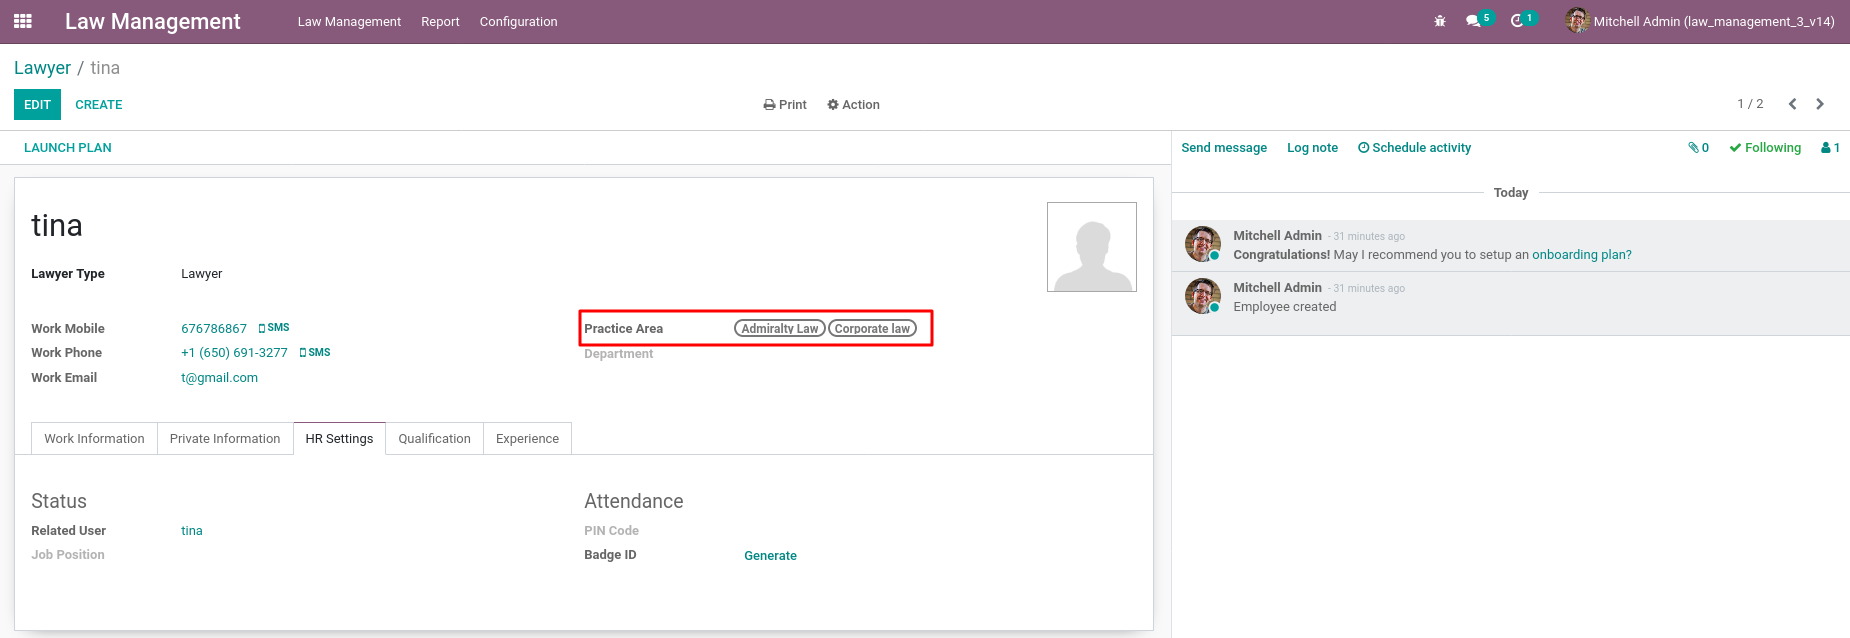 Law Management Law Management Report Configuration 5 1 Mitchell Admin (law_management_3_v14)
Lawyer / tina
EDIT CREATE Print Action 1 / 2
LAUNCH PLAN
Send message Log note Schedule activity 0 Following 1
tina
Lawyer Type Lawyer
Work Mobile 676786867 SMS
Work Phone +1 (650) 691-3277 SMS
Work Email t@gmail.com
Practice Area Admiralty Law Corporate law
Department
Work Information Private Information HR Settings Qualification Experience
Status
Related User tina
Job Position
Attendance
PIN Code
Badge ID Generate
Today
Mitchell Admin - 31 minutes ago
Congratulations! May I recommend you to setup an onboarding plan?
Mitchell Admin - 31 minutes ago
Employee created